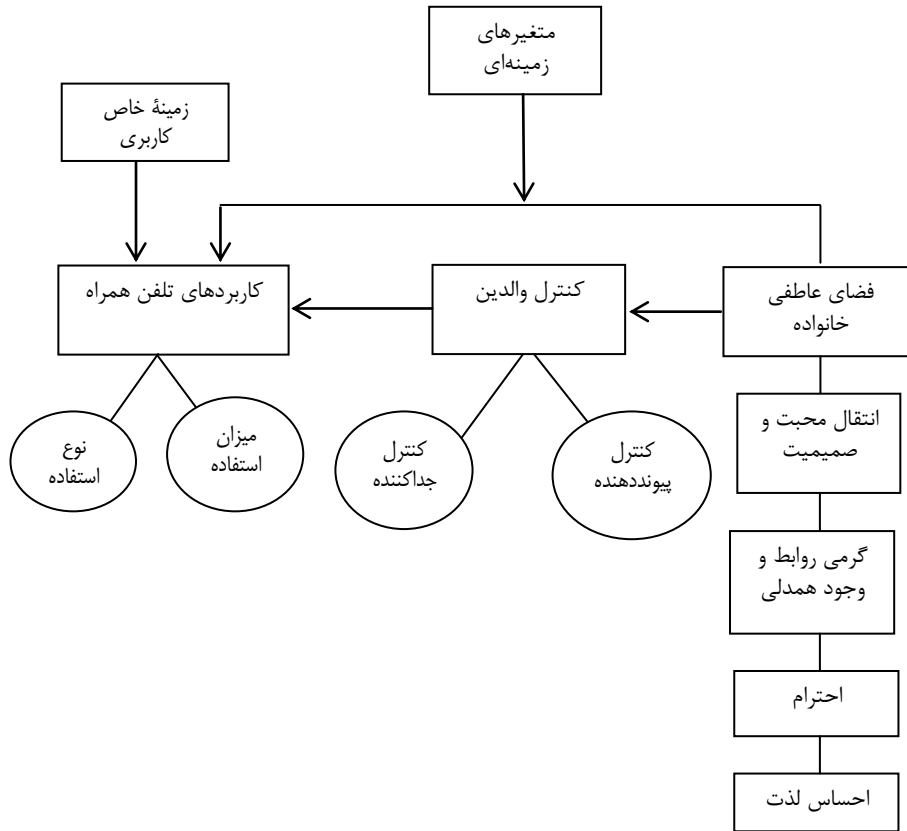 متغیرهای
زمینه‌ای
زمینۀ خاص
کاربری
فضای عاطفی
خانواده
کنترل والدین
کاربردهای تلفن همراه
انتقال محبت و
صمیمیت
کنترل
پیونددهنده
کنترل
جداکننده
میزان
استفاده
نوع
استفاده
گرمی روابط و
وجود همدلی
احترام
احساس لذت